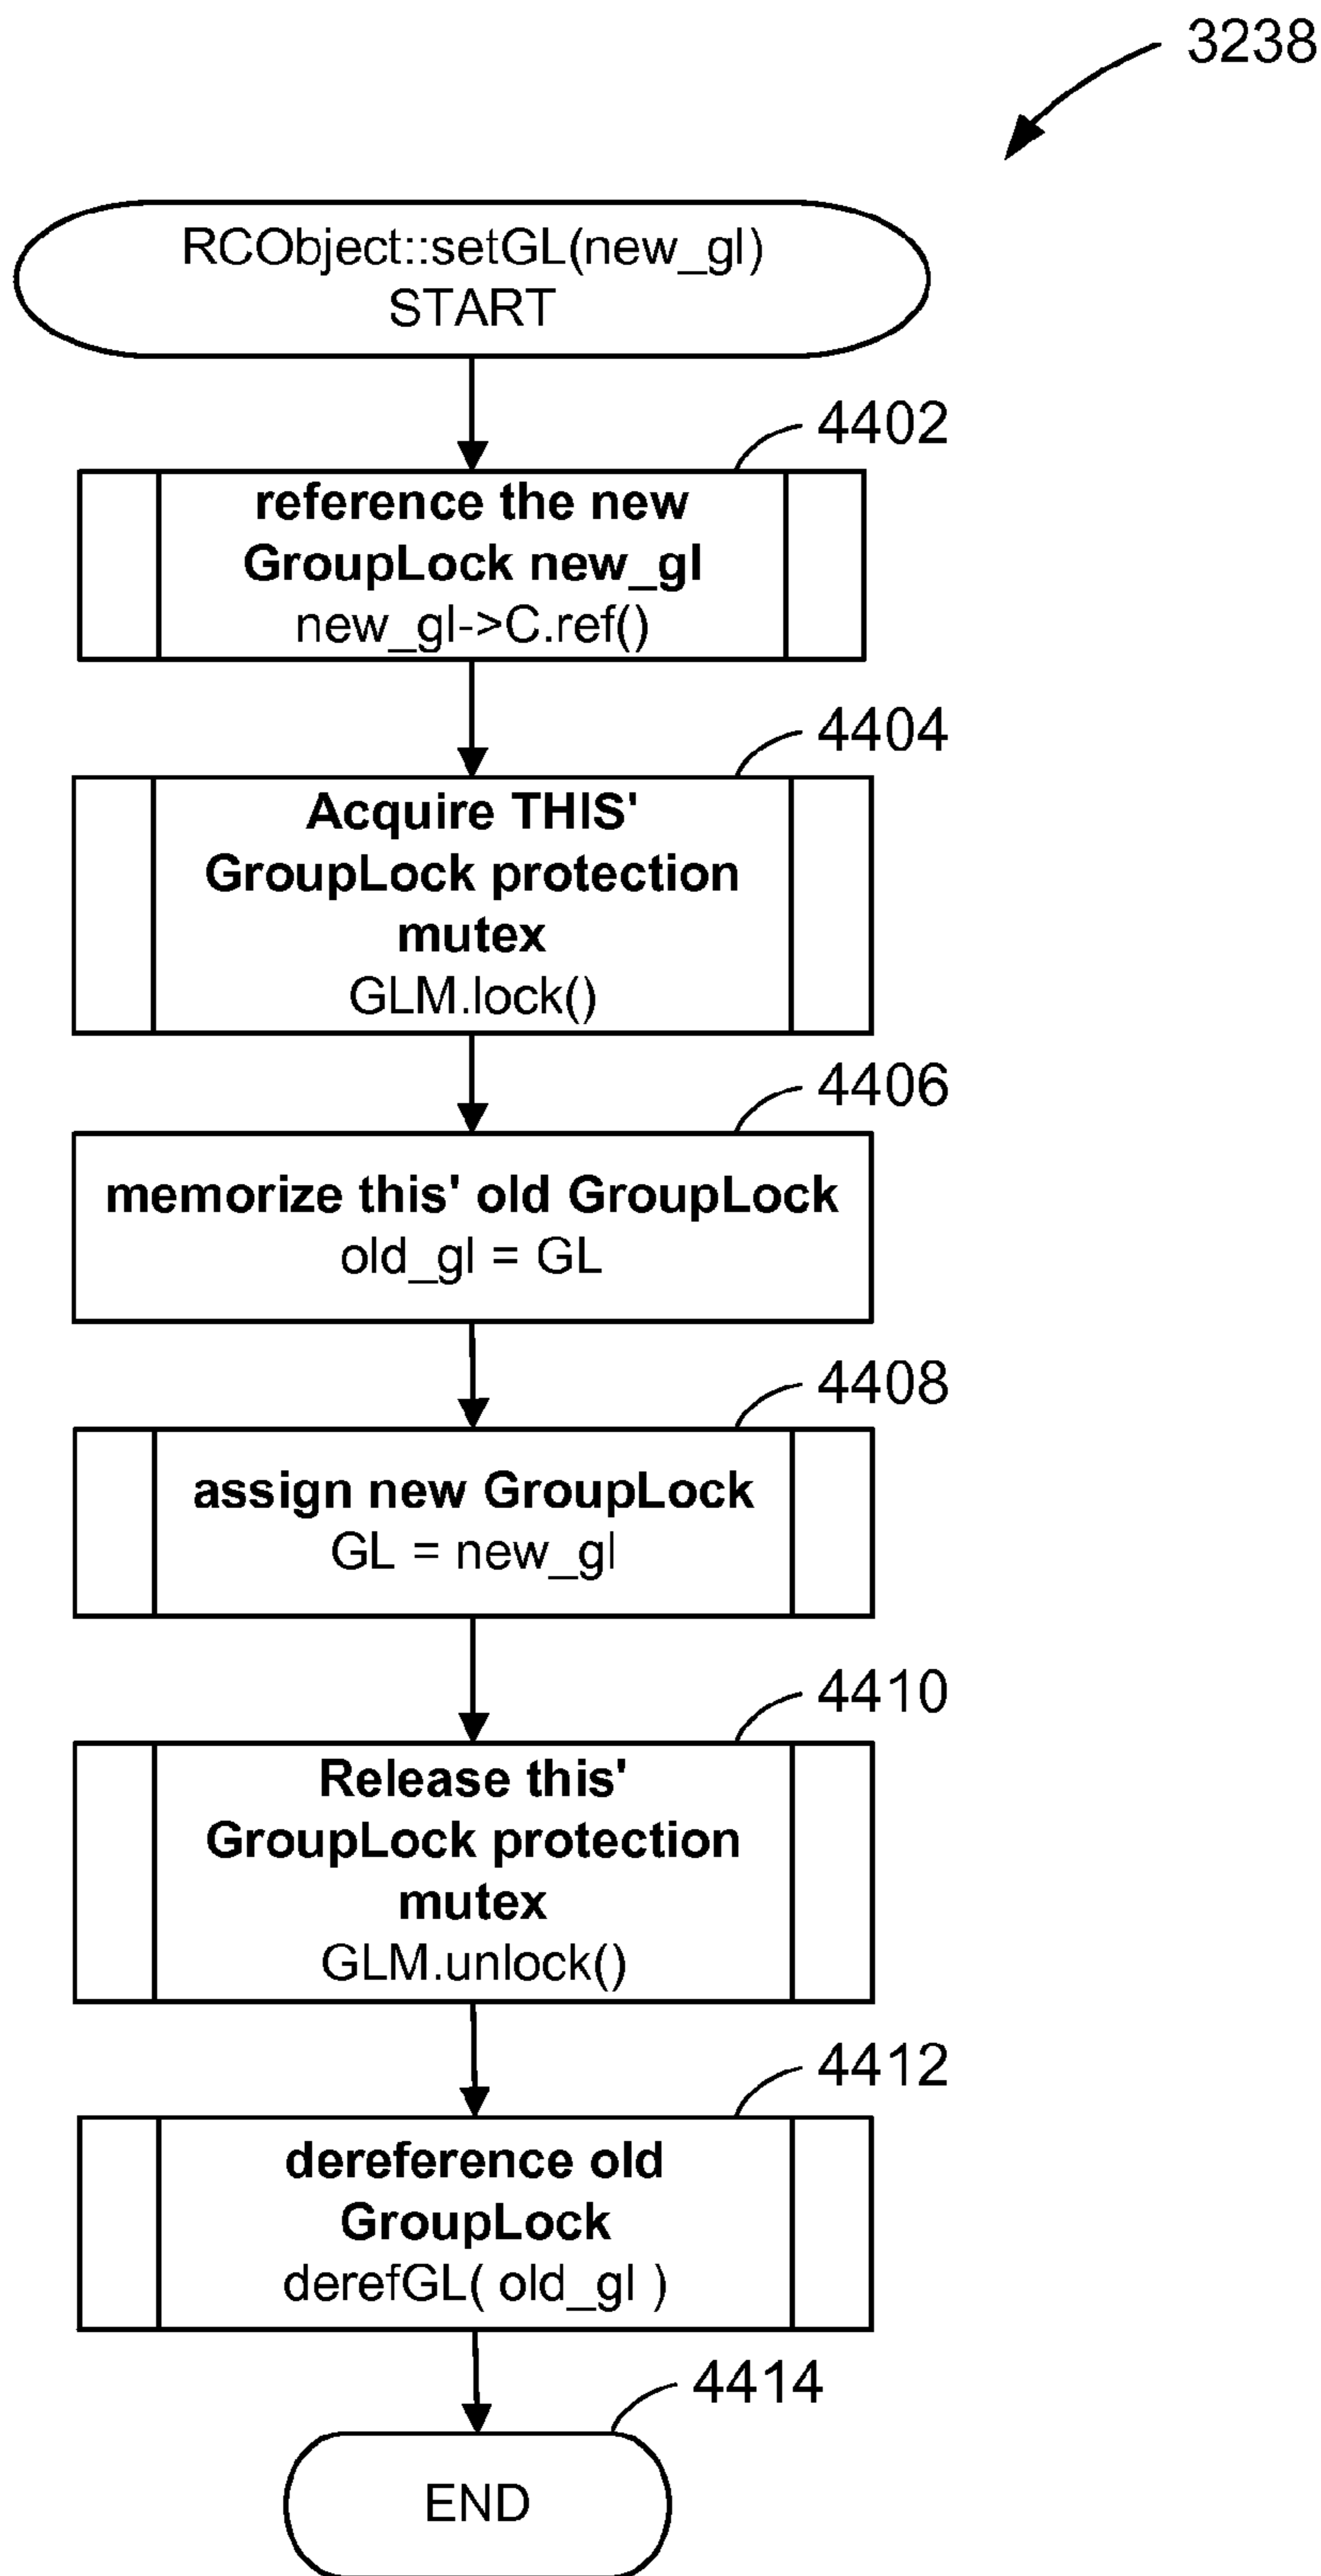 3238
RCObject::setGL(new_gl)
START
4402
reference the new
GroupLock new_gl
new_gl->C.ref()
4404
Acquire THIS'
GroupLock protection
mutex
GLM.lock()
4406
memorize this' old GroupLock
old_gl = GL
4408
assign new GroupLock
GL = new_gl
4410
Release this'
GroupLock protection
mutex
GLM.unlock()
4412
dereference old
GroupLock
derefGL( old_gl )
4414
END